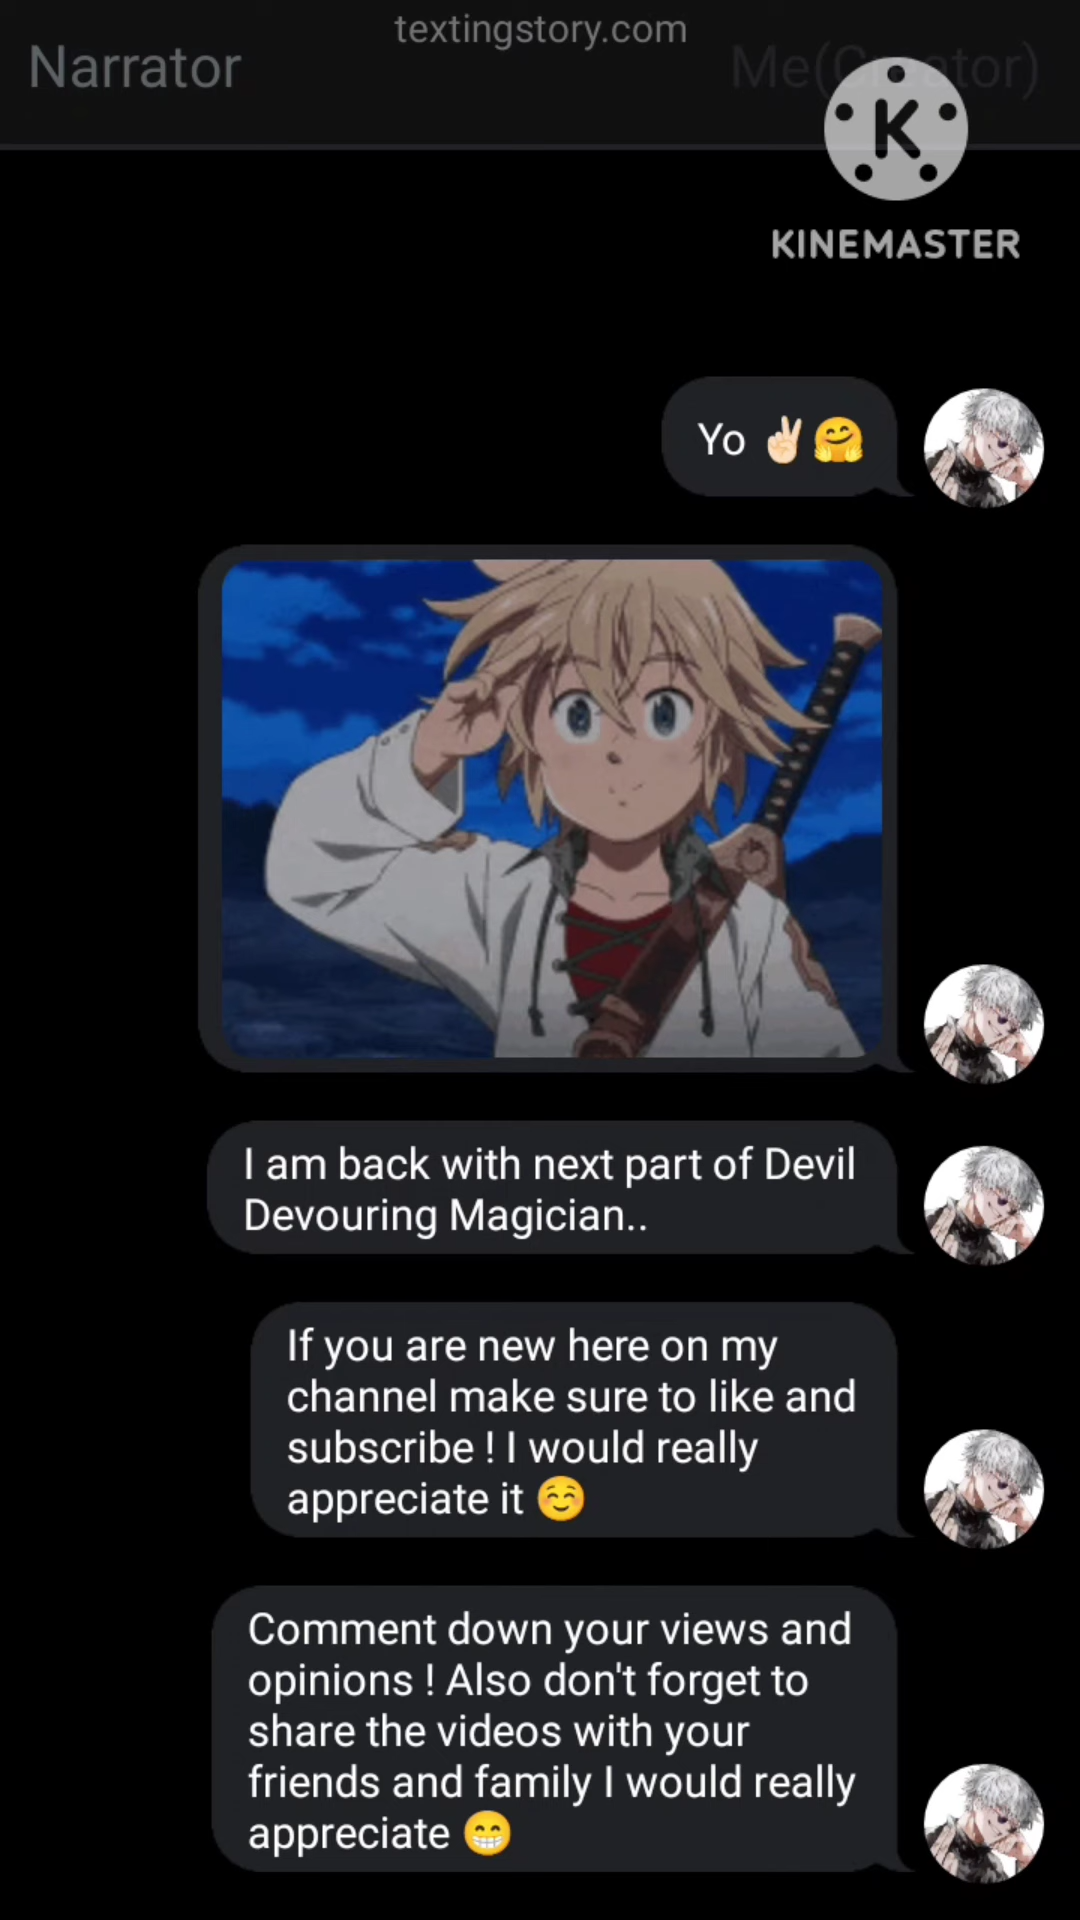 textingstory.com
Narrator
Me(Creator)
K
KINEMASTER
Yo ✌🏻🤗
I am back with next part of Devil
Devouring Magician..
If you are new here on my
channel make sure to like and
subscribe ! I would really
appreciate it ☺️
Comment down your views and
opinions ! Also don't forget to
share the videos with your
friends and family I would really
appreciate 😁